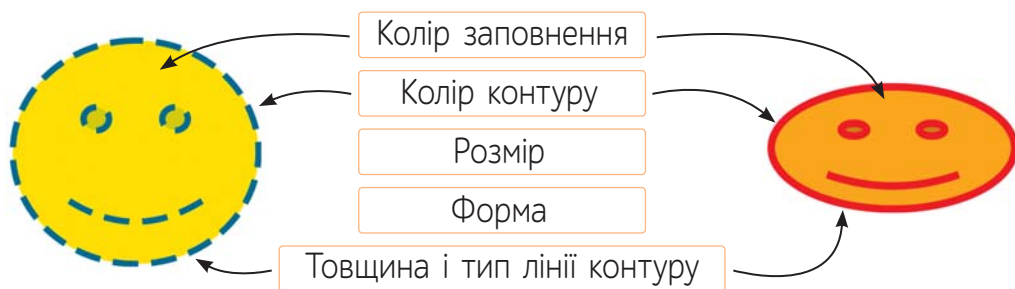 Колір заповнення
Колір контуру
Розмір
Форма
Товщина і тип лінії контуру